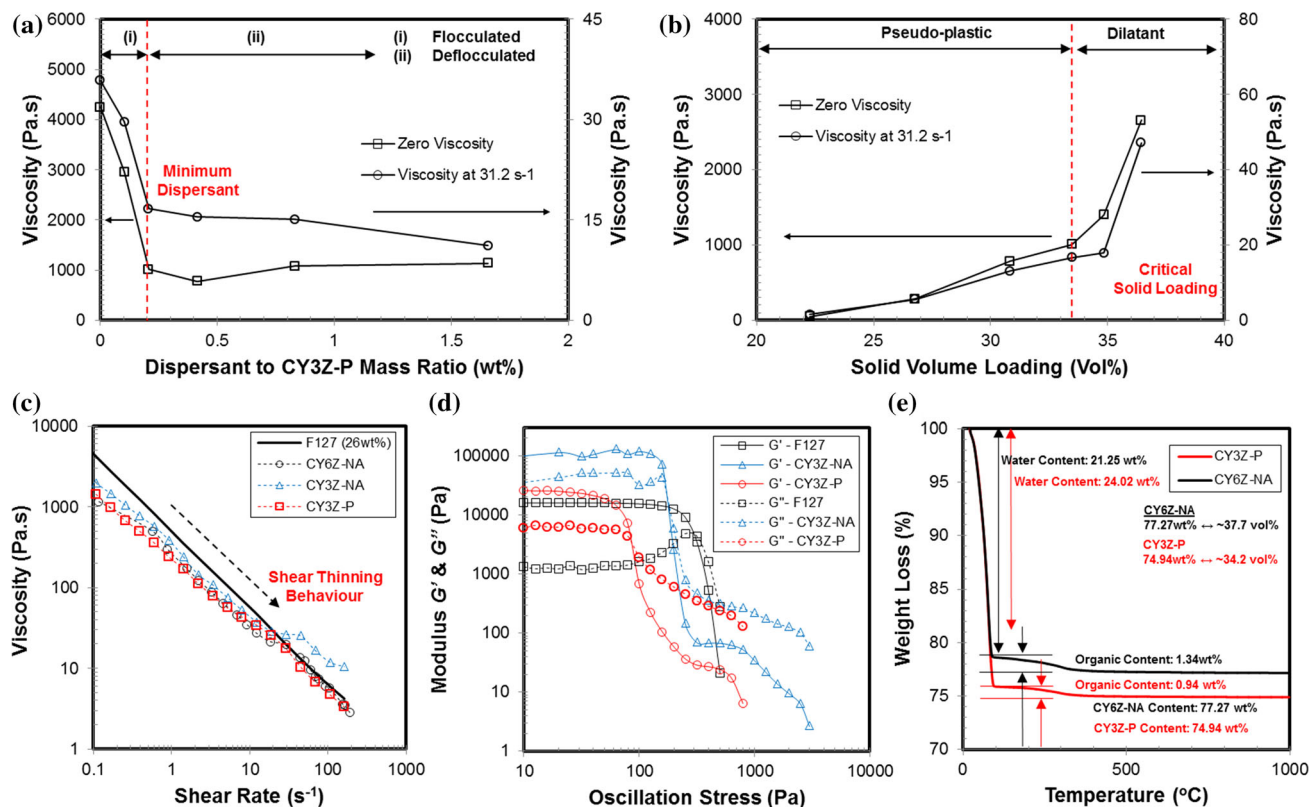 (a)
6000
5000
4000
3000
2000
1000
0
Viscosity (Pa.s)
(i)
(ii)
(i) Flocculated
(ii) Deflocculated
Zero Viscosity
Viscosity at 31.2 s-1
Minimum
Dispersant
45
30
15
0
Viscosity (Pa.s)
0 0.5 1 1.5 2
Dispersant to CY3Z-P Mass Ratio (wt%)
(b)
4000
3000
2000
1000
0
Viscosity (Pa.s)
Pseudo-plastic
Dilatant
Zero Viscosity
Viscosity at 31.2 s-1
Critical
Solid Loading
80
60
40
20
0
Viscosity (Pa.s)
20 25 30 35 40
Solid Volume Loading (Vol%)
(c)
10000
1000
100
10
1
Viscosity (Pa.s)
F127 (26wt%)
CY6Z-NA
CY3Z-NA
CY3Z-P
Shear Thinning
Behaviour
0.1 1 10 100 1000
Shear Rate (s-1)
(d)
100000
10000
1000
100
10
1
Modulus G' & G'' (Pa)
G' - F127
G' - CY3Z-NA
G' - CY3Z-P
G''- F127
G'' - CY3Z-NA
G'' - CY3Z-P
10 100 1000 10000
Oscillation Stress (Pa)
(e)
100
95
90
85
80
75
70
Weight Loss (%)
CY3Z-P
CY6Z-NA
Water Content: 21.25 wt%
Water Content: 24.02 wt%
CY6Z-NA
77.27wt% ↔ ~37.7 vol%
CY3Z-P
74.94wt% ↔ ~34.2 vol%
Organic Content: 1.34wt%
Organic Content: 0.94 wt%
CY6Z-NA Content: 77.27 wt%
CY3Z-P Content: 74.94 wt%
0 500 1000
Temperature (oC)